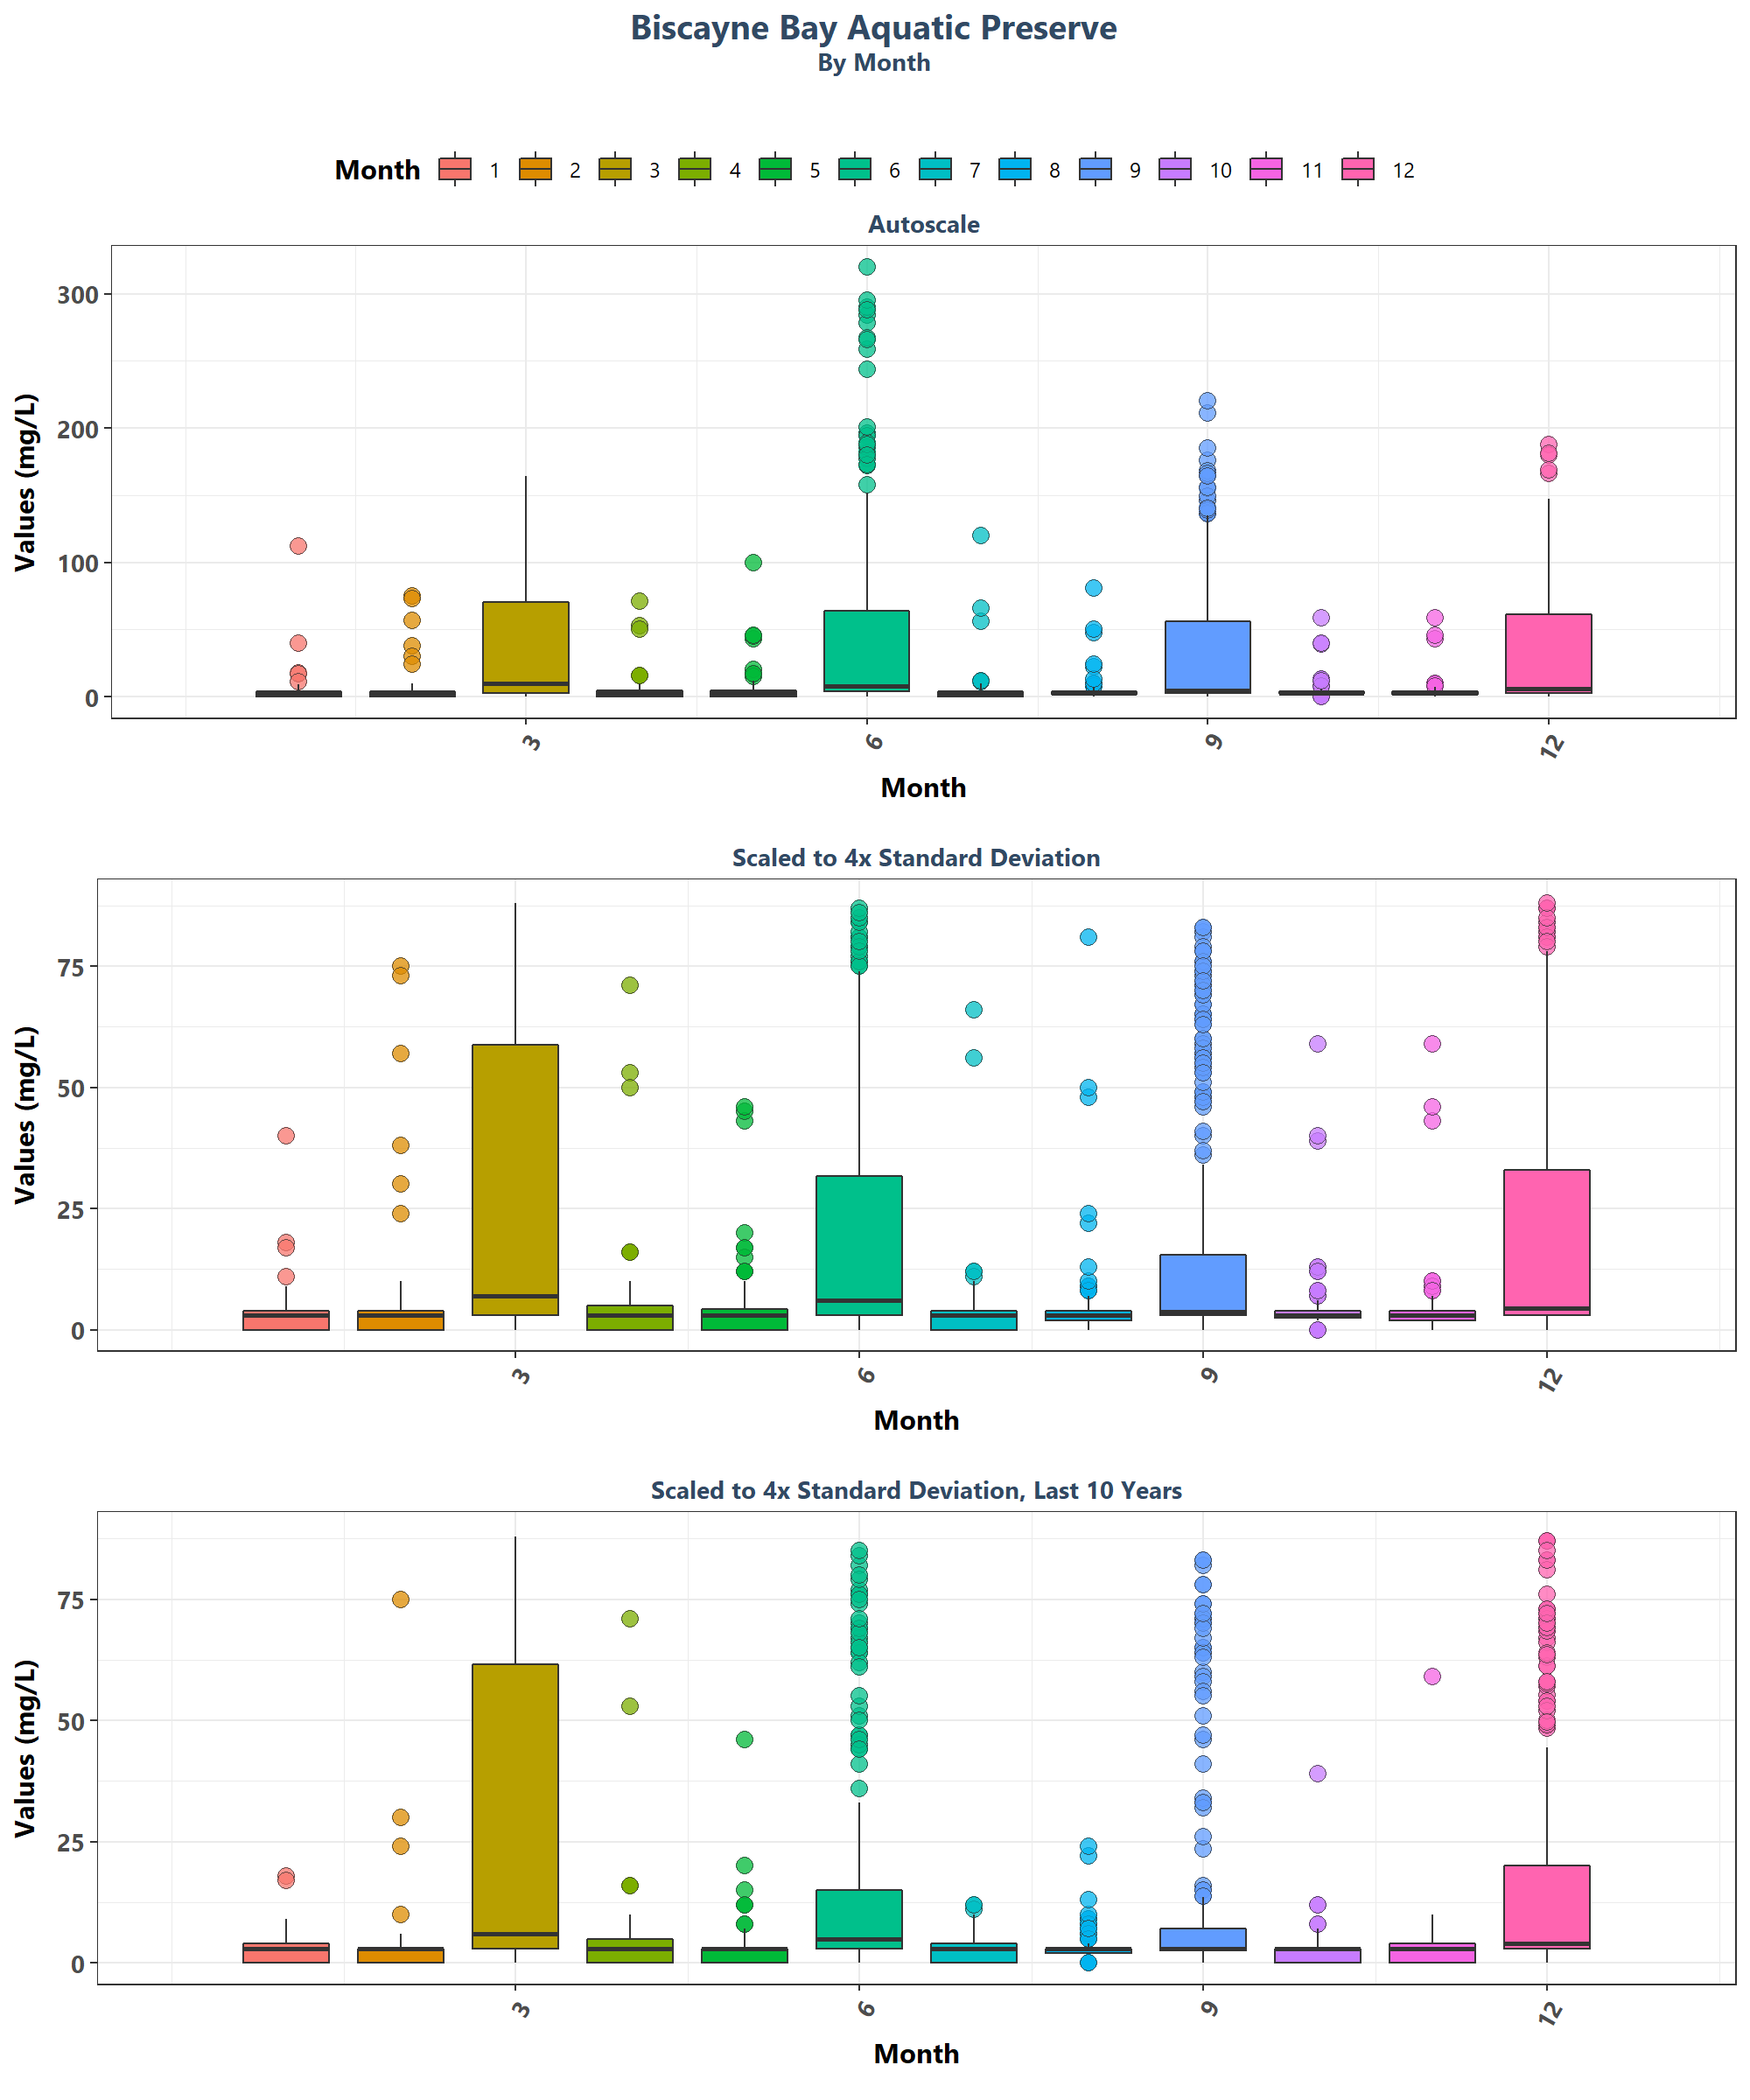 Biscayne Bay Aquatic Preserve
By Month
Month 1 2 3 4 5 6 7 8 9 10 11 12
Autoscale
Values (mg/L)
300
200
100
0
3 6 9 12
Month
Scaled to 4x Standard Deviation
Values (mg/L)
75
50
25
0
3 6 9 12
Month
Scaled to 4x Standard Deviation, Last 10 Years
Values (mg/L)
75
50
25
0
3 6 9 12
Month